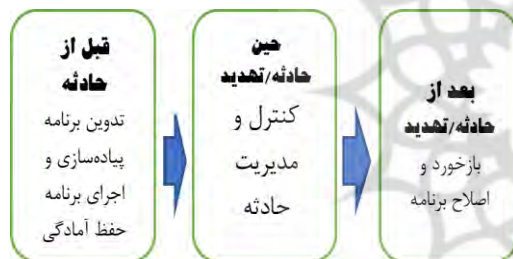 قبل از
حادثه
تدوین برنامه
پیاده‌سازی و
اجرای برنامه
حفظ آمادگی
حین
حادثه/تهدید
کنترل و
مدیریت
حادثه
بعد از
حادثه/تهدید
بازخورد و
اصلاح برنامه